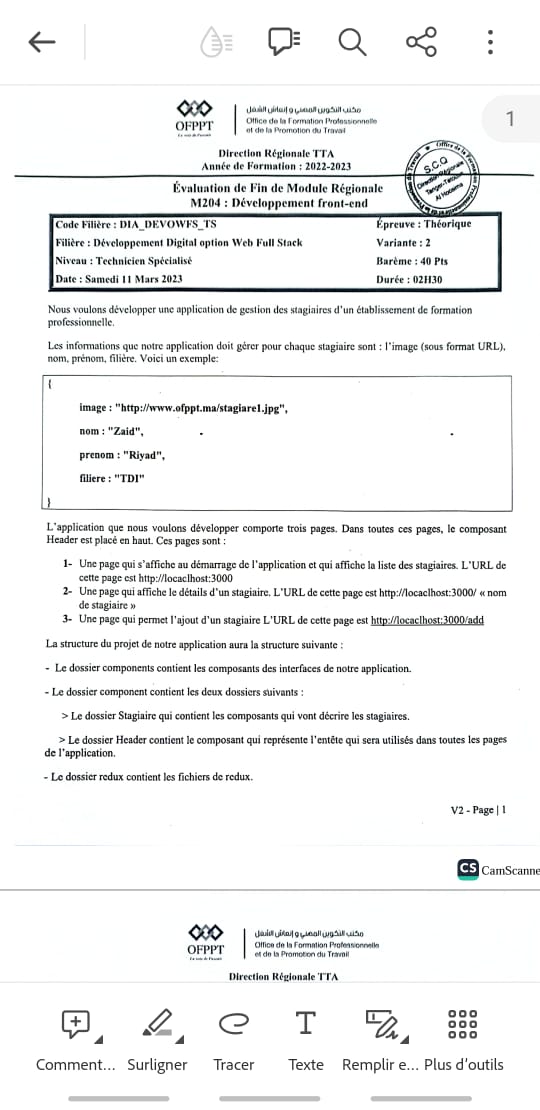 1
مكتب التكوين المهني و إنعاش الشغل
OFPPT
Office de la Formation Professionnelle
et de la Promotion du Travail
La voie de l'avenir
Direction Régionale TTA
Année de Formation : 2022-2023
S.C.Q
Évaluation de Fin de Module Régionale
M204 : Développement front-end
Code Filière : DIA_DEVOWFS_TS
Épreuve : Théorique
Filière : Développement Digital option Web Full Stack
Variante : 2
Niveau : Technicien Spécialisé
Barème : 40 Pts
Date : Samedi 11 Mars 2023
Durée : 02H30
Nous voulons développer une application de gestion des stagiaires d'un établissement de formation
professionnelle.
Les informations que notre application doit gérer pour chaque stagiaire sont : l'image (sous format URL),
nom, prénom, filière. Voici un exemple:
{
image : "http://www.ofppt.ma/stagiare1.jpg",
nom : "Zaid",
prenom : "Riyad",
filiere : "TDI"
}
L'application que nous voulons développer comporte trois pages. Dans toutes ces pages, le composant
Header est placé en haut. Ces pages sont :
1- Une page qui s'affiche au démarrage de l'application et qui affiche la liste des stagiaires. L'URL de
cette page est http://locaclhost:3000
2- Une page qui affiche le détails d'un stagiaire. L'URL de cette page est http://locaclhost:3000/ « nom
de stagiaire »
3- Une page qui permet l'ajout d'un stagiaire L'URL de cette page est http://locaclhost:3000/add
La structure du projet de notre application aura la structure suivante :
- Le dossier components contient les composants des interfaces de notre application.
- Le dossier component contient les deux dossiers suivants :
> Le dossier Stagiaire qui contient les composants qui vont décrire les stagiaires.
> Le dossier Header contient le composant qui représente l'entête qui sera utilisés dans toutes les pages
de l'application.
- Le dossier redux contient les fichiers de redux.
V2 - Page | 1
CS CamScanne
مكتب التكوين المهني و إنعاش الشغل
OFPPT
Office de la Formation Professionnelle
et de la Promotion du Travail
La voie de l'avenir
Direction Régionale TTA
Comment... Surligner Tracer Texte Remplir e... Plus d'outils